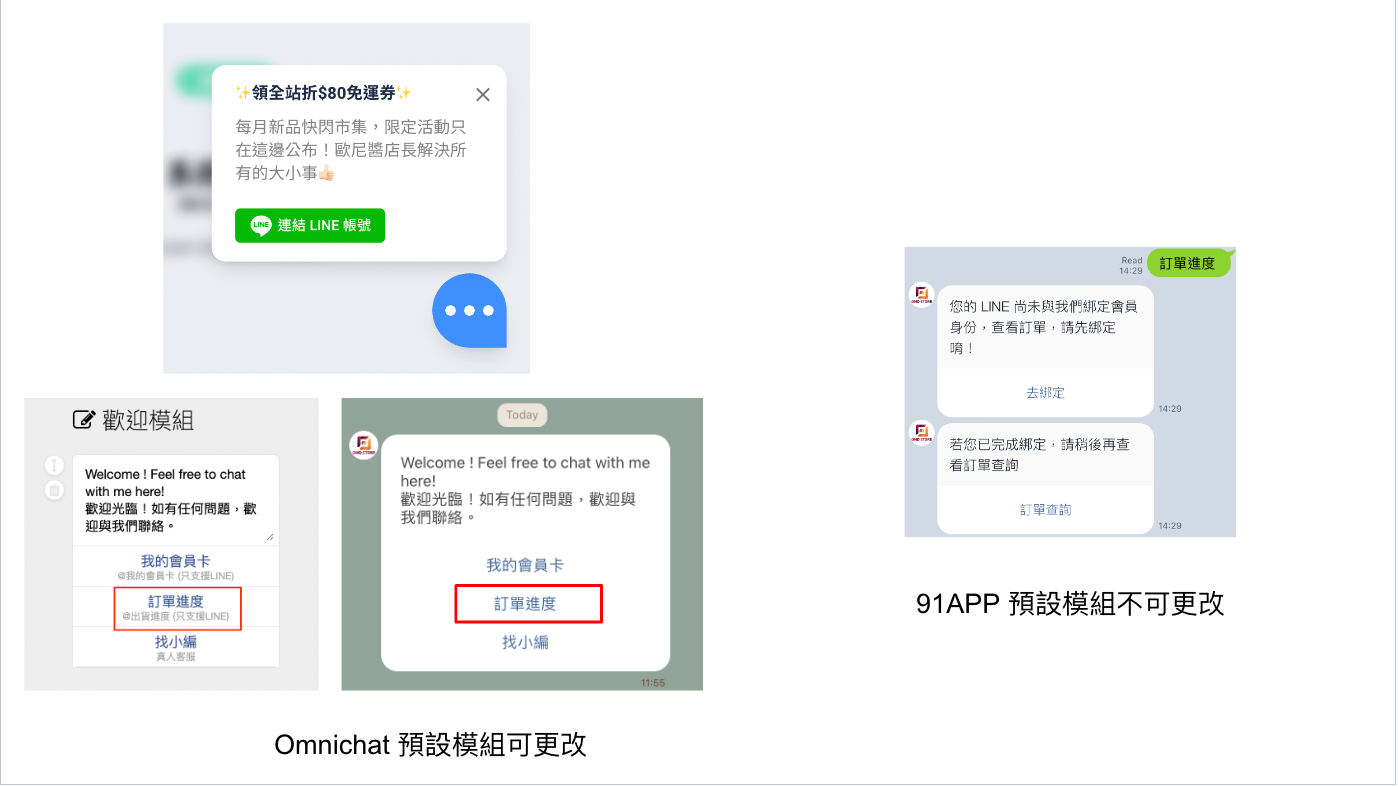 ✨領全站折$80免運券✨
每月新品快閃市集，限定活動只
在這邊公布！歐尼醬店長解決所
有的大小事👍🏻
LINE 連結 LINE 帳號
歡迎模組
Welcome ! Feel free to chat
with me here!
歡迎光臨！如有任何問題，歡
迎與我們聯絡。
我的會員卡
@我的會員卡 (只支援LINE)
訂單進度
@出貨進度 (只支援LINE)
找小編
真人客服
Today
OMO STORE
Welcome ! Feel free to chat with me
here!
歡迎光臨！如有任何問題，歡迎與
我們聯絡。
我的會員卡
訂單進度
找小編
11:55
Omnichat 預設模組可更改
Read
14:29
訂單進度
OMO STORE
您的 LINE 尚未與我們綁定會員
身份，查看訂單，請先綁定
唷！
去綁定
14:29
OMO STORE
若您已完成綁定，請稍後再查
看訂單查詢
訂單查詢
14:29
91APP 預設模組不可更改